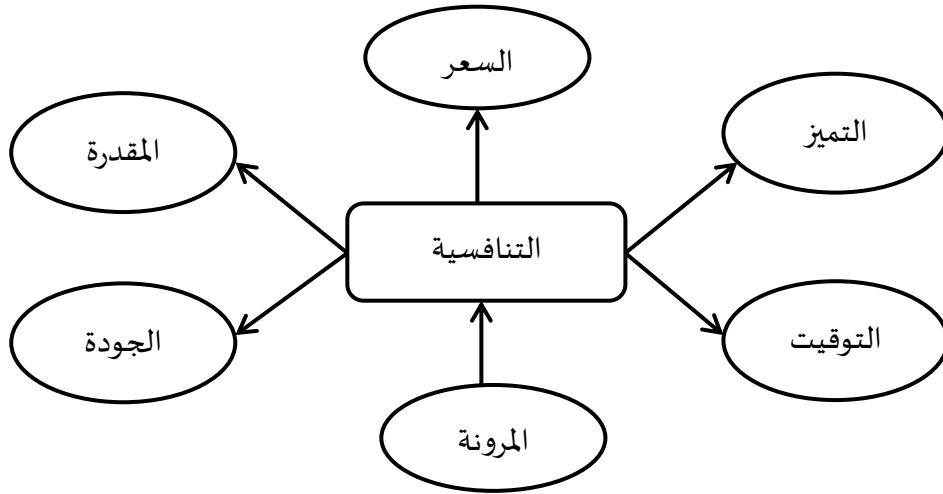 السعر
التميز
المقدرة
التنافسية
التوقيت
الجودة
المرونة